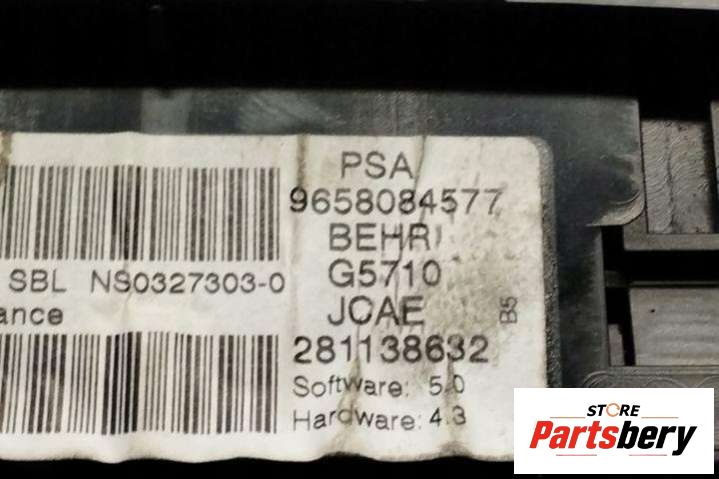 PSA
9658084577
BEHR
SBL NS0327303-0
G5710
ance
JCAE
B5
281138632
Software: 5.0
Hardware: 4.3
STORE
Partsbery